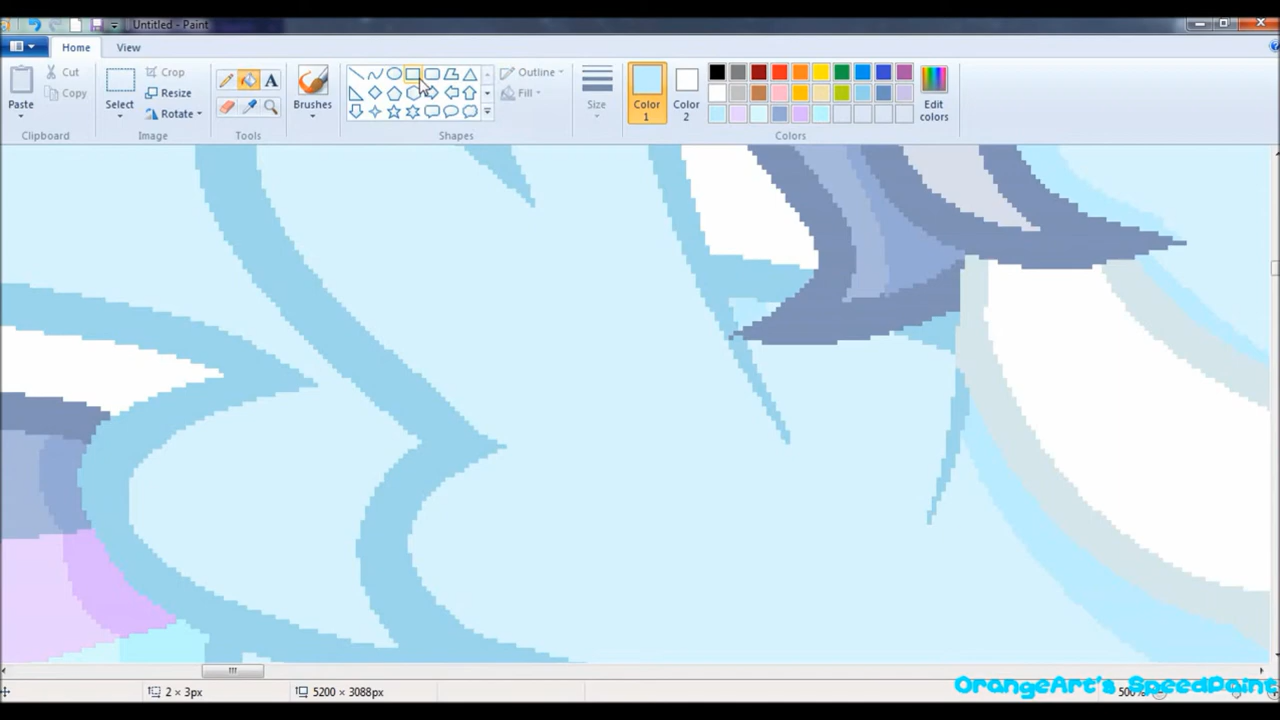 Untitled - Paint
Home
View
Paste
Cut
Copy
Clipboard
Select
Crop
Resize
Rotate
Image
A
Tools
Brushes
Shapes
Outline
Fill
Size
Color 1
Color 2
Edit colors
Colors
2 × 3px
5200 × 3088px
500%
OrangeArt's SpeedPaint